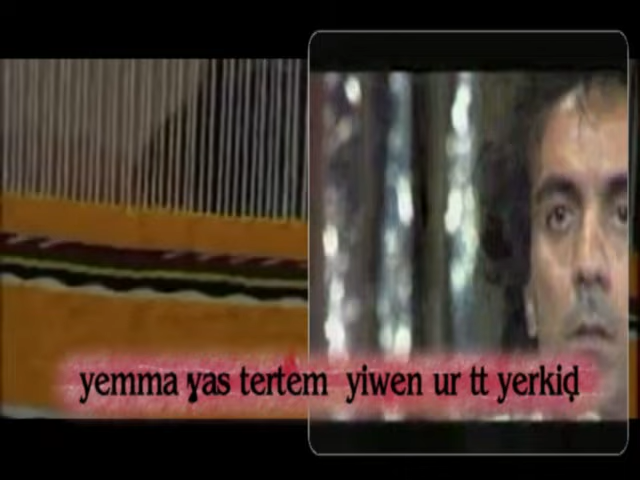 yemma ɣas tertem yiwen ur tt yerkiḍ